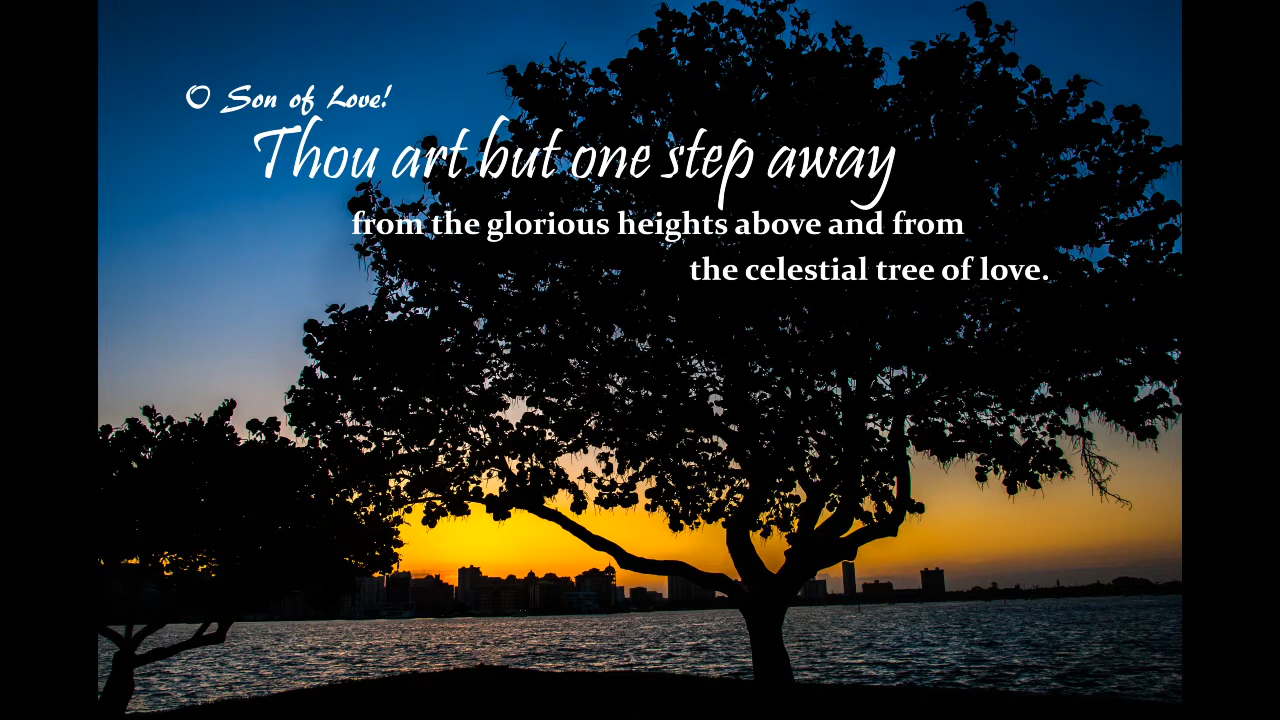 O Son of Love!
Thou art but one step away
from the glorious heights above and from
the celestial tree of love.